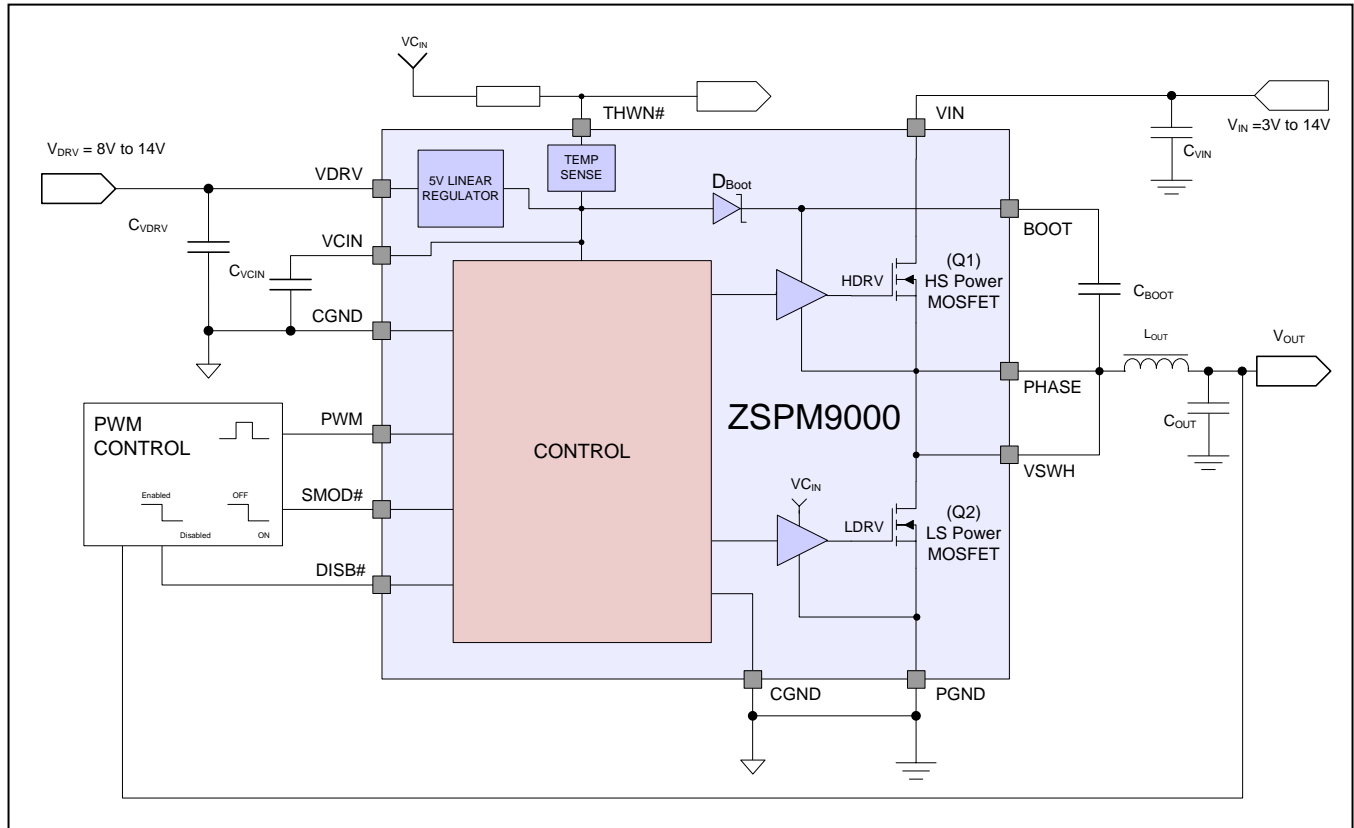 VCIN
THWN#
VIN
VIN =3V to 14V
CVIN
VDRV = 8V to 14V
VDRV
5V LINEAR
REGULATOR
TEMP
SENSE
DBoot
BOOT
CVDRV
VCIN
CVCIN
CGND
HDRV
(Q1)
HS Power
MOSFET
CBOOT
LOUT
VOUT
PHASE
COUT
ZSPM9000
VSWH
PWM
CONTROL
PWM
SMOD#
Enabled
OFF
Disabled
ON
DISB#
CONTROL
VCIN
LDRV
(Q2)
LS Power
MOSFET
CGND
PGND